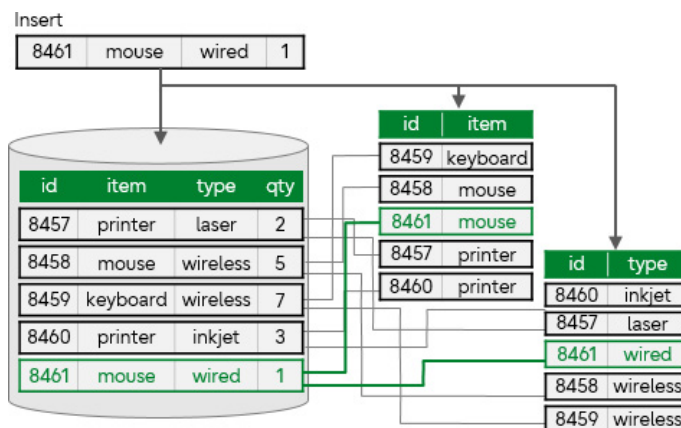 Insert
8461 mouse wired 1
id item type qty
8457 printer laser 2
8458 mouse wireless 5
8459 keyboard wireless 7
8460 printer inkjet 3
8461 mouse wired 1
id item
8459 keyboard
8458 mouse
8461 mouse
8457 printer
8460 printer
id type
8460 inkjet
8457 laser
8461 wired
8458 wireless
8459 wireless